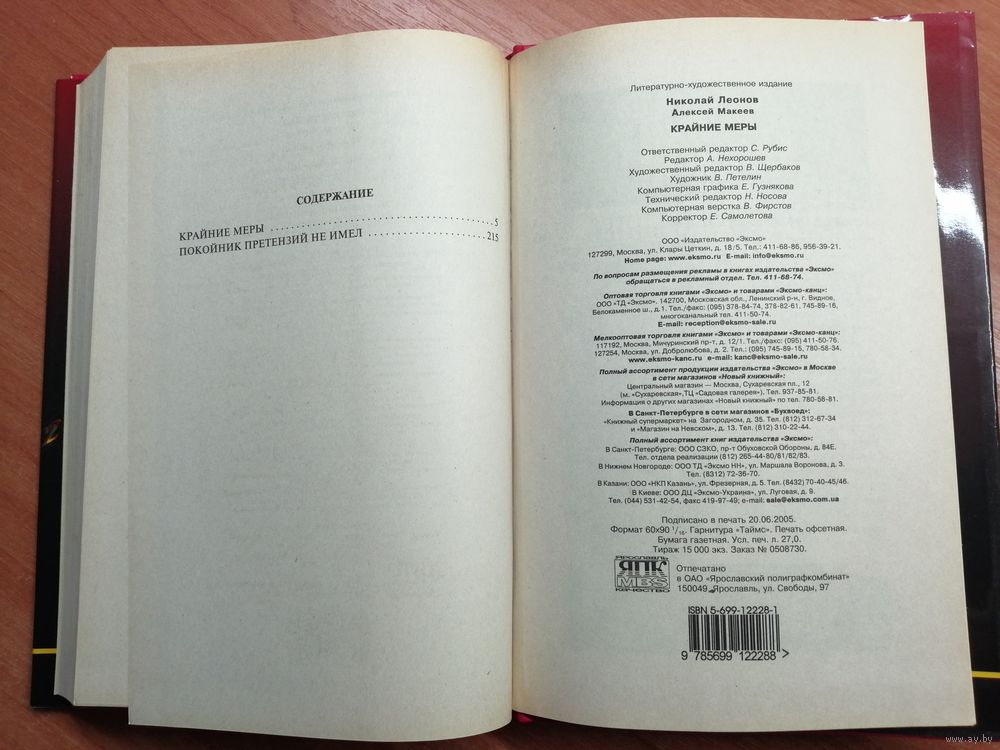 СОДЕРЖАНИЕ
КРАЙНИЕ МЕРЫ . . . . . . . . . . . . . . . . . . . . . . . . . . . . . . . . . . . . 5
ПОКОЙНИК ПРЕТЕНЗИЙ НЕ ИМЕЛ . . . . . . . . . . . . . . . . . . 215
Литературно-художественное издание
Николай Леонов
Алексей Макеев
КРАЙНИЕ МЕРЫ
Ответственный редактор С. Рубис
Редактор А. Нехорошев
Художественный редактор В. Щербаков
Художник В. Петелин
Компьютерная графика Е. Гузнякова
Технический редактор Н. Носова
Компьютерная верстка В. Фирстов
Корректор Е. Самолетова
ООО «Издательство «Эксмо»
127299, Москва, ул. Клары Цеткин, д. 18/5. Тел.: 411-68-86, 956-39-21.
Home page: www.eksmo.ru E-mail: info@eksmo.ru
По вопросам размещения рекламы в книгах издательства «Эксмо»
обращаться в рекламный отдел. Тел. 411-68-74.
Оптовая торговля книгами «Эксмо» и товарами «Эксмо-канц»:
ООО «ТД «Эксмо». 142700, Московская обл., Ленинский р-н, г. Видное,
Белокаменное ш., д.1. Тел./факс: (095) 378-84-74, 378-82-61, 745-89-16,
многоканальный тел. 411-50-74.
E-mail: reception@eksmo-sale.ru
Мелкооптовая торговля книгами «Эксмо» и товарами «Эксмо-канц»:
117192, Москва, Мичуринский пр-т, д. 12/1. Тел./факс: (095) 411-50-76.
127254, Москва, ул. Добролюбова, д. 2. Тел.: (095) 745-89-15, 780-58-34.
www.eksmo-kanc.ru e-mail: kanc@eksmo-sale.ru
Полный ассортимент продукции издательства «Эксмо» в Москве
в сети магазинов «Новый книжный»:
Центральный магазин — Москва, Сухаревская пл., 12
(м. «Сухаревская»,ТЦ «Садовая галерея»). Тел. 937-85-81.
Информация о других магазинах «Новый книжный» по тел. 780-58-81.
В Санкт-Петербурге в сети магазинов «Буквоед»:
«Книжный супермаркет» на Загородном, д. 35. Тел. (812) 312-67-34
и «Магазин на Невском», д. 13. Тел. (812) 310-22-44.
Полный ассортимент книг издательства «Эксмо»:
В Санкт-Петербурге: ООО СЗКО, пр-т Обуховской Обороны, д. 84Е.
Тел. отдела реализации (812) 265-44-80/81/82/83.
В Нижнем Новгороде: ООО ТД «Эксмо НН», ул. Маршала Воронова, д. 3.
Тел. (8312) 72-36-70.
В Казани: ООО «НКП Казань», ул. Фрезерная, д. 5. Тел. (8432) 70-40-45/46.
В Киеве: ООО ДЦ «Эксмо-Украина», ул. Луговая, д. 9.
Тел. (044) 531-42-54, факс 419-97-49; e-mail: sale@eksmo.com.ua
Подписано в печать 20.06.2005.
Формат 60x90 1/16. Гарнитура «Таймс». Печать офсетная.
Бумага газетная. Усл. печ. л. 27,0.
Тираж 15 000 экз. Заказ № 0508730.
ЯРОСЛАВЛЬ
ЯПК
MBS
КАЧЕСТВО
Отпечатано
в ОАО «Ярославский полиграфкомбинат»
150049, Ярославль, ул. Свободы, 97
ISBN 5-699-12228-1
9 785699 122288 >
www.ay.by